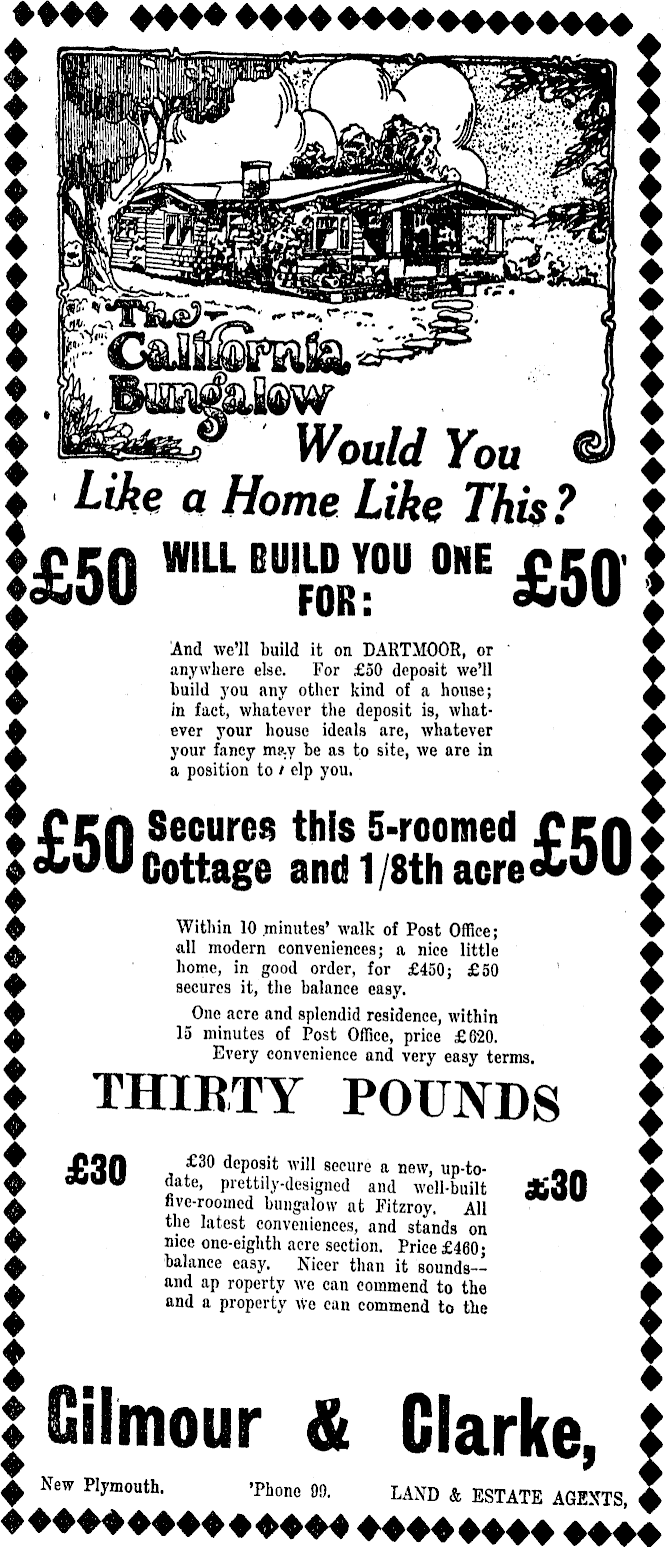 The
California
Bungalow
Would You
Like a Home Like This?
£50 WILL BUILD YOU ONE £50
FOR:
And we'll build it on DARTMOOR, or
anywhere else. For £50 deposit we'll
build you any other kind of a house;
in fact, whatever the deposit is, what-
ever your house ideals are, whatever
your fancy may be as to site, we are in
a position to elp you.
£50 Secures this 5-roomed £50
Cottage and 1/8th acre
Within 10 minutes' walk of Post Office;
all modern conveniences; a nice little
home, in good order, for £450; £50
secures it, the balance easy.
One acre and splendid residence, within
15 minutes of Post Office, price £620.
Every convenience and very easy terms.
THIRTY POUNDS
£30 £30
£30 deposit will secure a new, up-to-
date, prettily-designed and well-built
five-roomed bungalow at Fitzroy. All
the latest conveniences, and stands on
nice one-eighth acre section. Price £460;
balance easy. Nicer than it sounds—
and ap roperty we can commend to the
and a property we can commend to the
Gilmour & Clarke,
New Plymouth. 'Phone 99. LAND & ESTATE AGENTS,